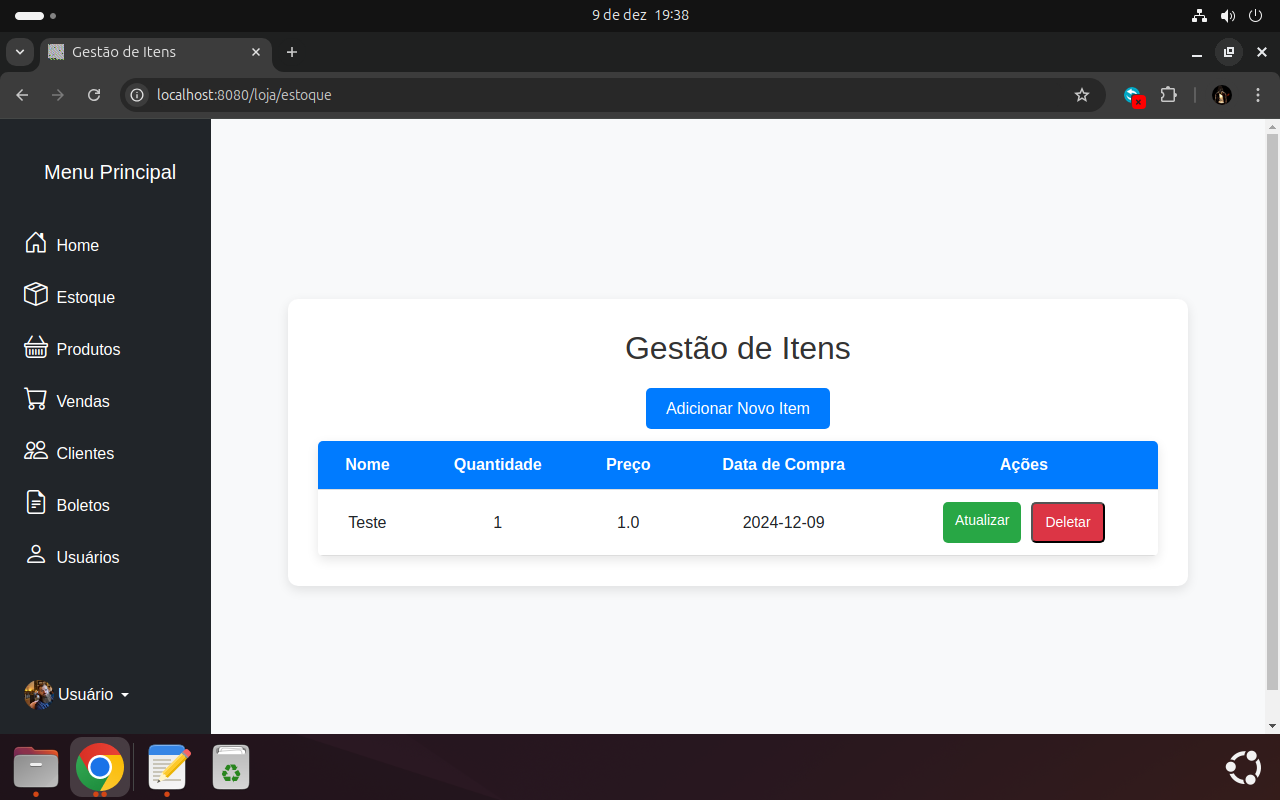 9 de dez 19:38
Gestão de Itens
localhost:8080/loja/estoque
Menu Principal
Home
Estoque
Produtos
Vendas
Clientes
Boletos
Usuários
Usuário
Gestão de Itens
Adicionar Novo Item
Nome Quantidade Preço Data de Compra Ações
Teste 1 1.0 2024-12-09 Atualizar Deletar